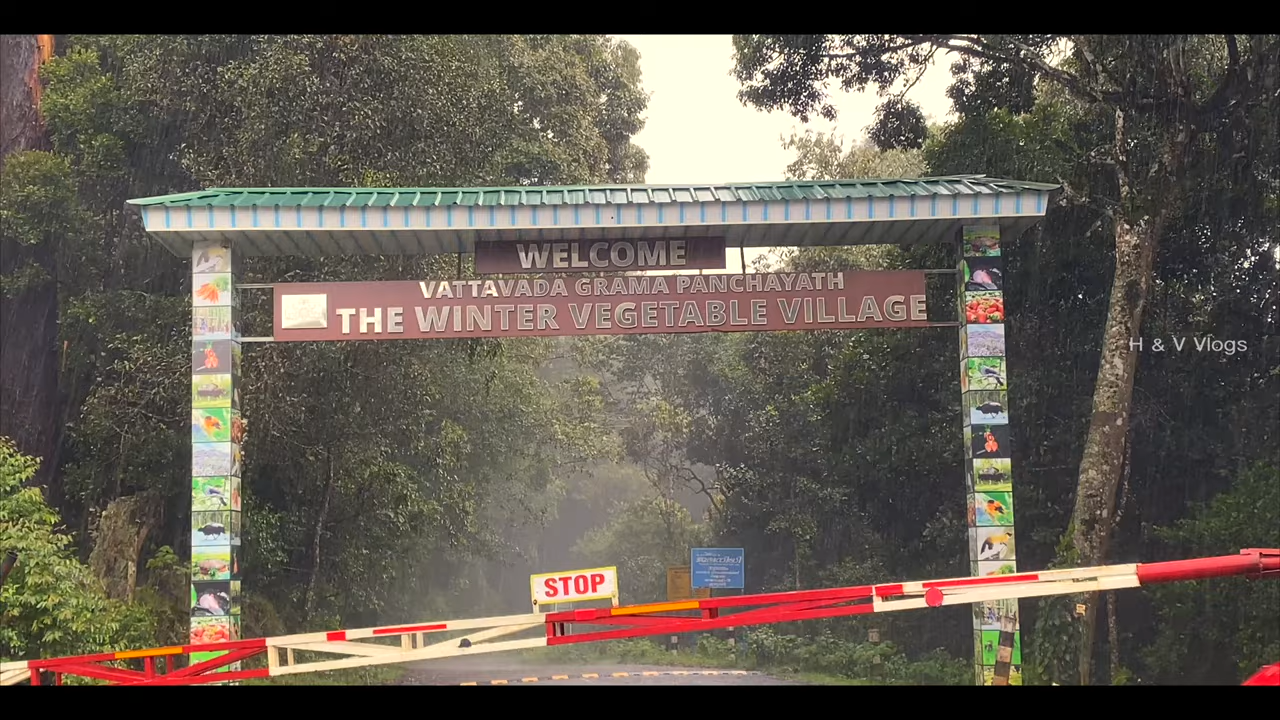 WELCOME
VATTAVADA GRAMA PANCHAYATH
THE WINTER VEGETABLE VILLAGE
H & V Vlogs
STOP